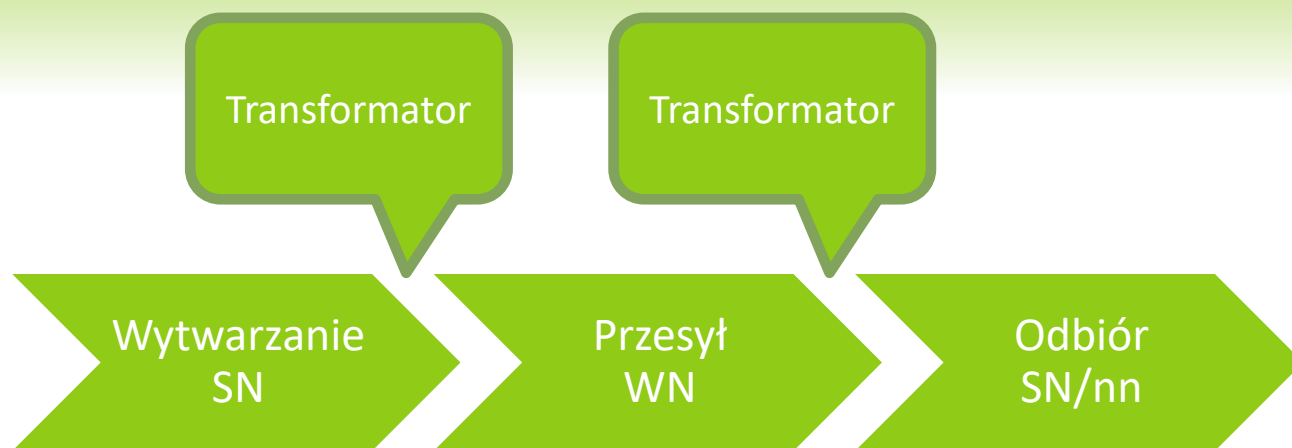 Transformator
Transformator
Wytwarzanie
SN
Przesył
WN
Odbiór
SN/nn